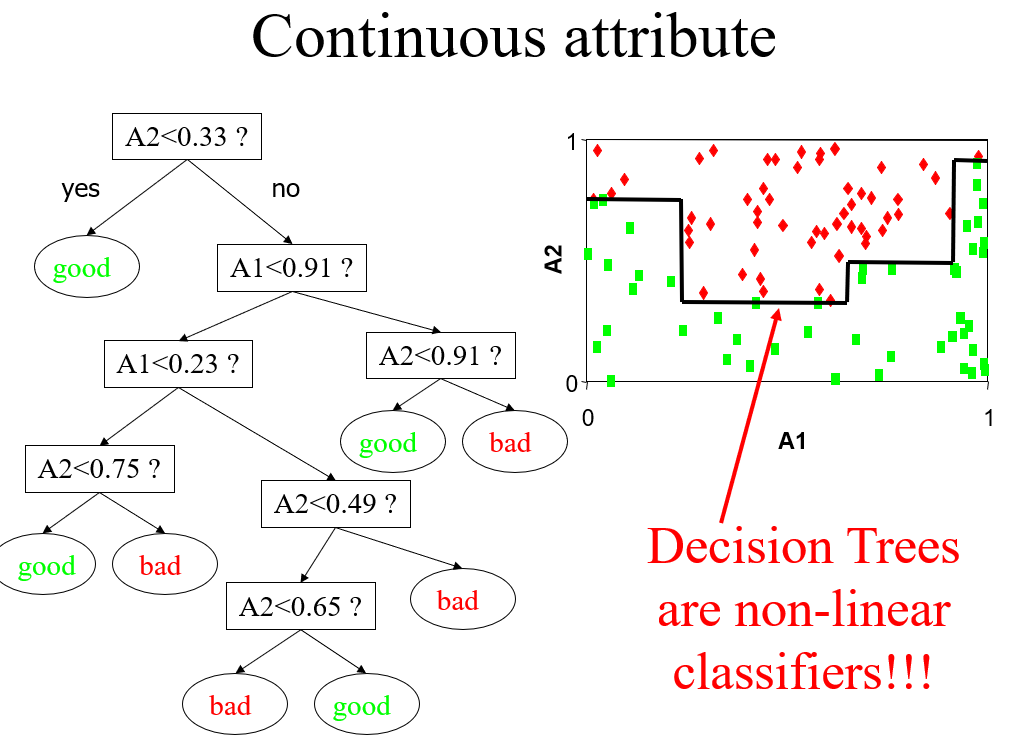 Continuous attribute
A2<0.33 ?
yes
no
good
A1<0.91 ?
A1<0.23 ?
A2<0.91 ?
good
bad
A2<0.75 ?
A2<0.49 ?
good
bad
A2<0.65 ?
bad
bad
good
1
A2
0
0
1
A1
Decision Trees
are non-linear
classifiers!!!